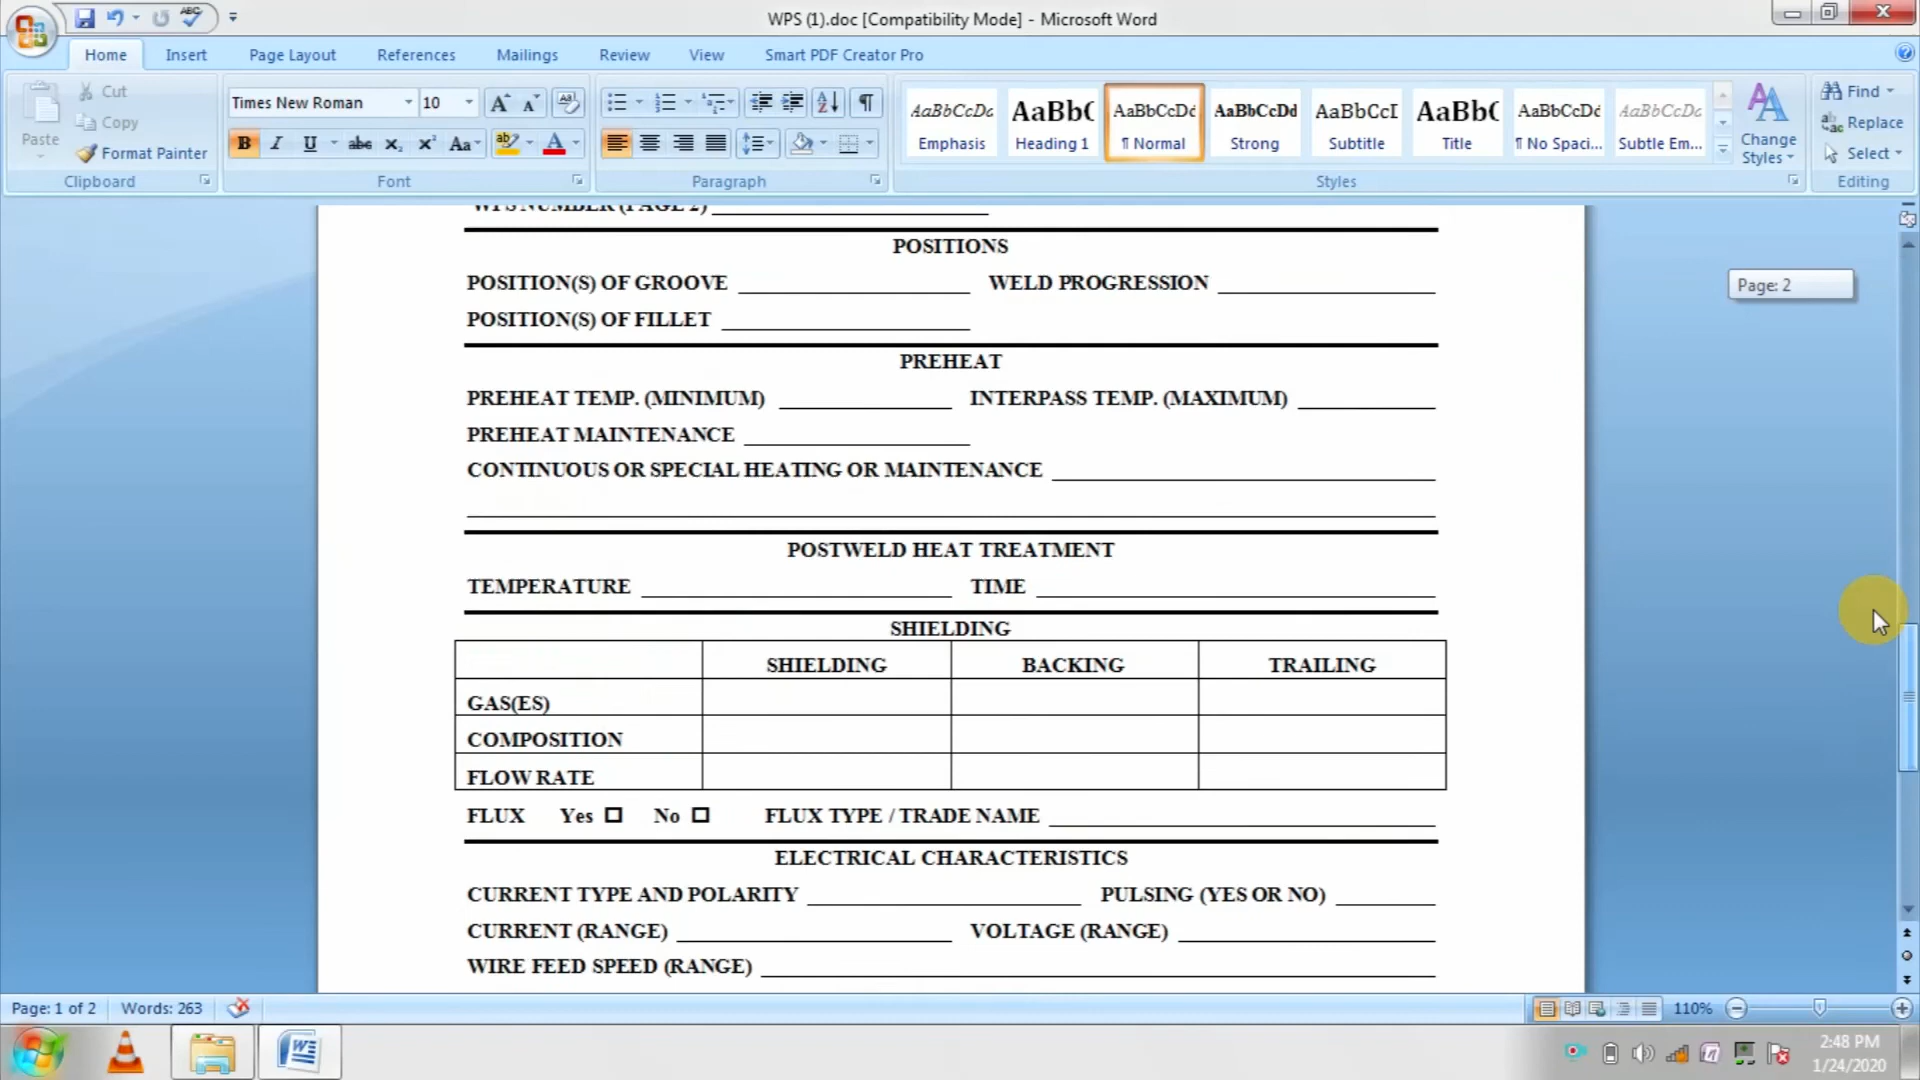 WPS (1).doc [Compatibility Mode] - Microsoft Word
Home Insert Page Layout References Mailings Review View Smart PDF Creator Pro
Paste
Cut
Copy
Format Painter
Clipboard
Times New Roman 10
Font
Paragraph
AaBbCcDc AaBbC AaBbCcDc AaBbCcDd AaBbCcI AaBbC AaBbCcDc AaBbCcDc
Emphasis Heading 1 ¶ Normal Strong Subtitle Title ¶ No Spaci... Subtle Em...
Change Styles
Styles
Find
Replace
Select
Editing
WPS NUMBER (PAGE 2)
POSITIONS
POSITION(S) OF GROOVE WELD PROGRESSION
POSITION(S) OF FILLET
Page: 2
PREHEAT
PREHEAT TEMP. (MINIMUM) INTERPASS TEMP. (MAXIMUM)
PREHEAT MAINTENANCE
CONTINUOUS OR SPECIAL HEATING OR MAINTENANCE
POSTWELD HEAT TREATMENT
TEMPERATURE TIME
SHIELDING
SHIELDING BACKING TRAILING
GAS(ES)
COMPOSITION
FLOW RATE
FLUX Yes ☐ No ☐ FLUX TYPE / TRADE NAME
ELECTRICAL CHARACTERISTICS
CURRENT TYPE AND POLARITY PULSING (YES OR NO)
CURRENT (RANGE) VOLTAGE (RANGE)
WIRE FEED SPEED (RANGE)
Page: 1 of 2 Words: 263 110%
2:48 PM
1/24/2020